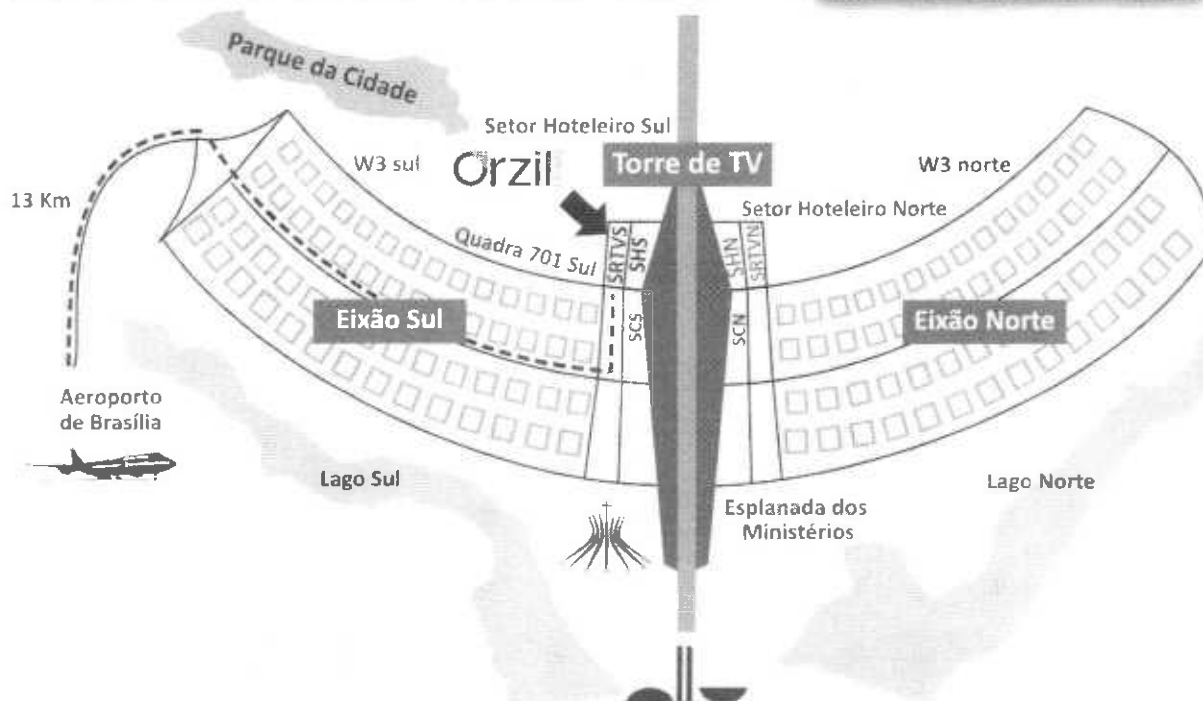 Parque da Cidade
Setor Hoteleiro Sul
W3 sul
Orzil
Torre de TV
W3 norte
13 Km
Setor Hoteleiro Norte
Quadra 701 Sul
SRTVS
SHS
SHN
SRTVN
SCS
SCN
Eixão Sul
Eixão Norte
Aeroporto
de Brasília
Lago Sul
Lago Norte
Esplanada dos
Ministérios